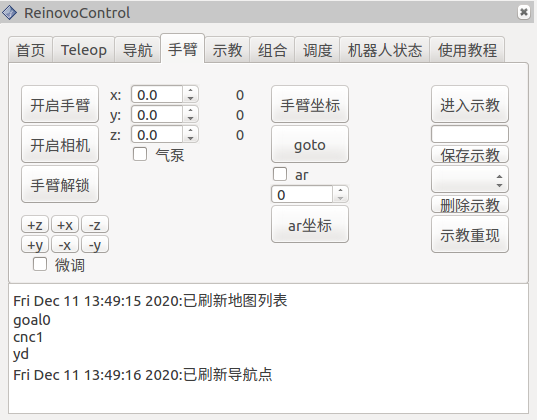 ReinovoControl
首页 Teleop 导航 手臂 示教 组合 调度 机器人状态 使用教程
开启手臂 x: 0.0 0 手臂坐标 进入示教
y: 0.0 0
开启相机 z: 0.0 0 goto
气泵 保存示教
手臂解锁 ar
0 删除示教
+z +x -z ar坐标 示教重现
+y -x -y
微调
Fri Dec 11 13:49:15 2020:已刷新地图列表
goal0
cnc1
yd
Fri Dec 11 13:49:16 2020:已刷新导航点